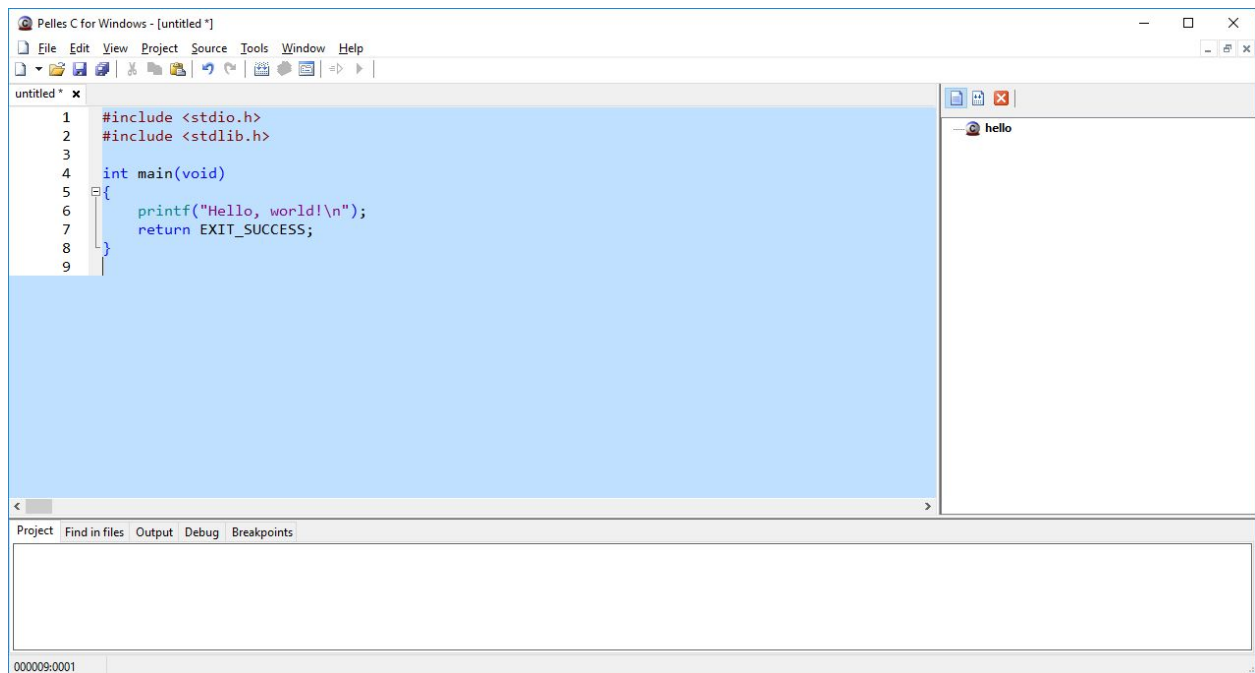 Pelles C for Windows - [untitled *]
File Edit View Project Source Tools Window Help
untitled *
1 #include <stdio.h>
2 #include <stdlib.h>
3
4 int main(void)
5 {
6 printf("Hello, world!\n");
7 return EXIT_SUCCESS;
8 }
9
hello
Project Find in files Output Debug Breakpoints
000009:0001